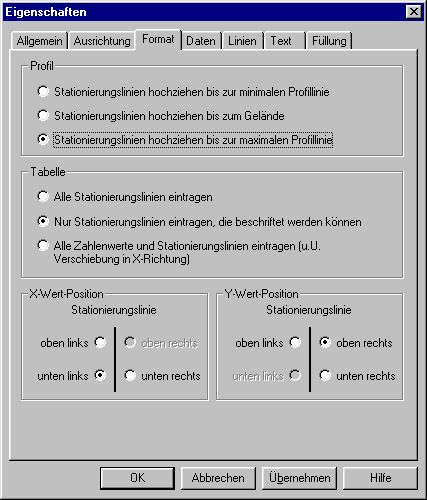 Eigenschaften
Allgemein Ausrichtung Format Daten Linien Text Füllung
Profil
Stationierungslinien hochziehen bis zur minimalen Profillinie
Stationierungslinien hochziehen bis zum Gelände
Stationierungslinien hochziehen bis zur maximalen Profillinie
Tabelle
Alle Stationierungslinien eintragen
Nur Stationierungslinien eintragen, die beschriftet werden können
Alle Zahlenwerte und Stationierungslinien eintragen (u.U.
Verschiebung in X-Richtung)
X-Wert-Position
Stationierungslinie
oben links oben rechts
unten links unten rechts
Y-Wert-Position
Stationierungslinie
oben links oben rechts
unten links unten rechts
OK Abbrechen Übernehmen Hilfe